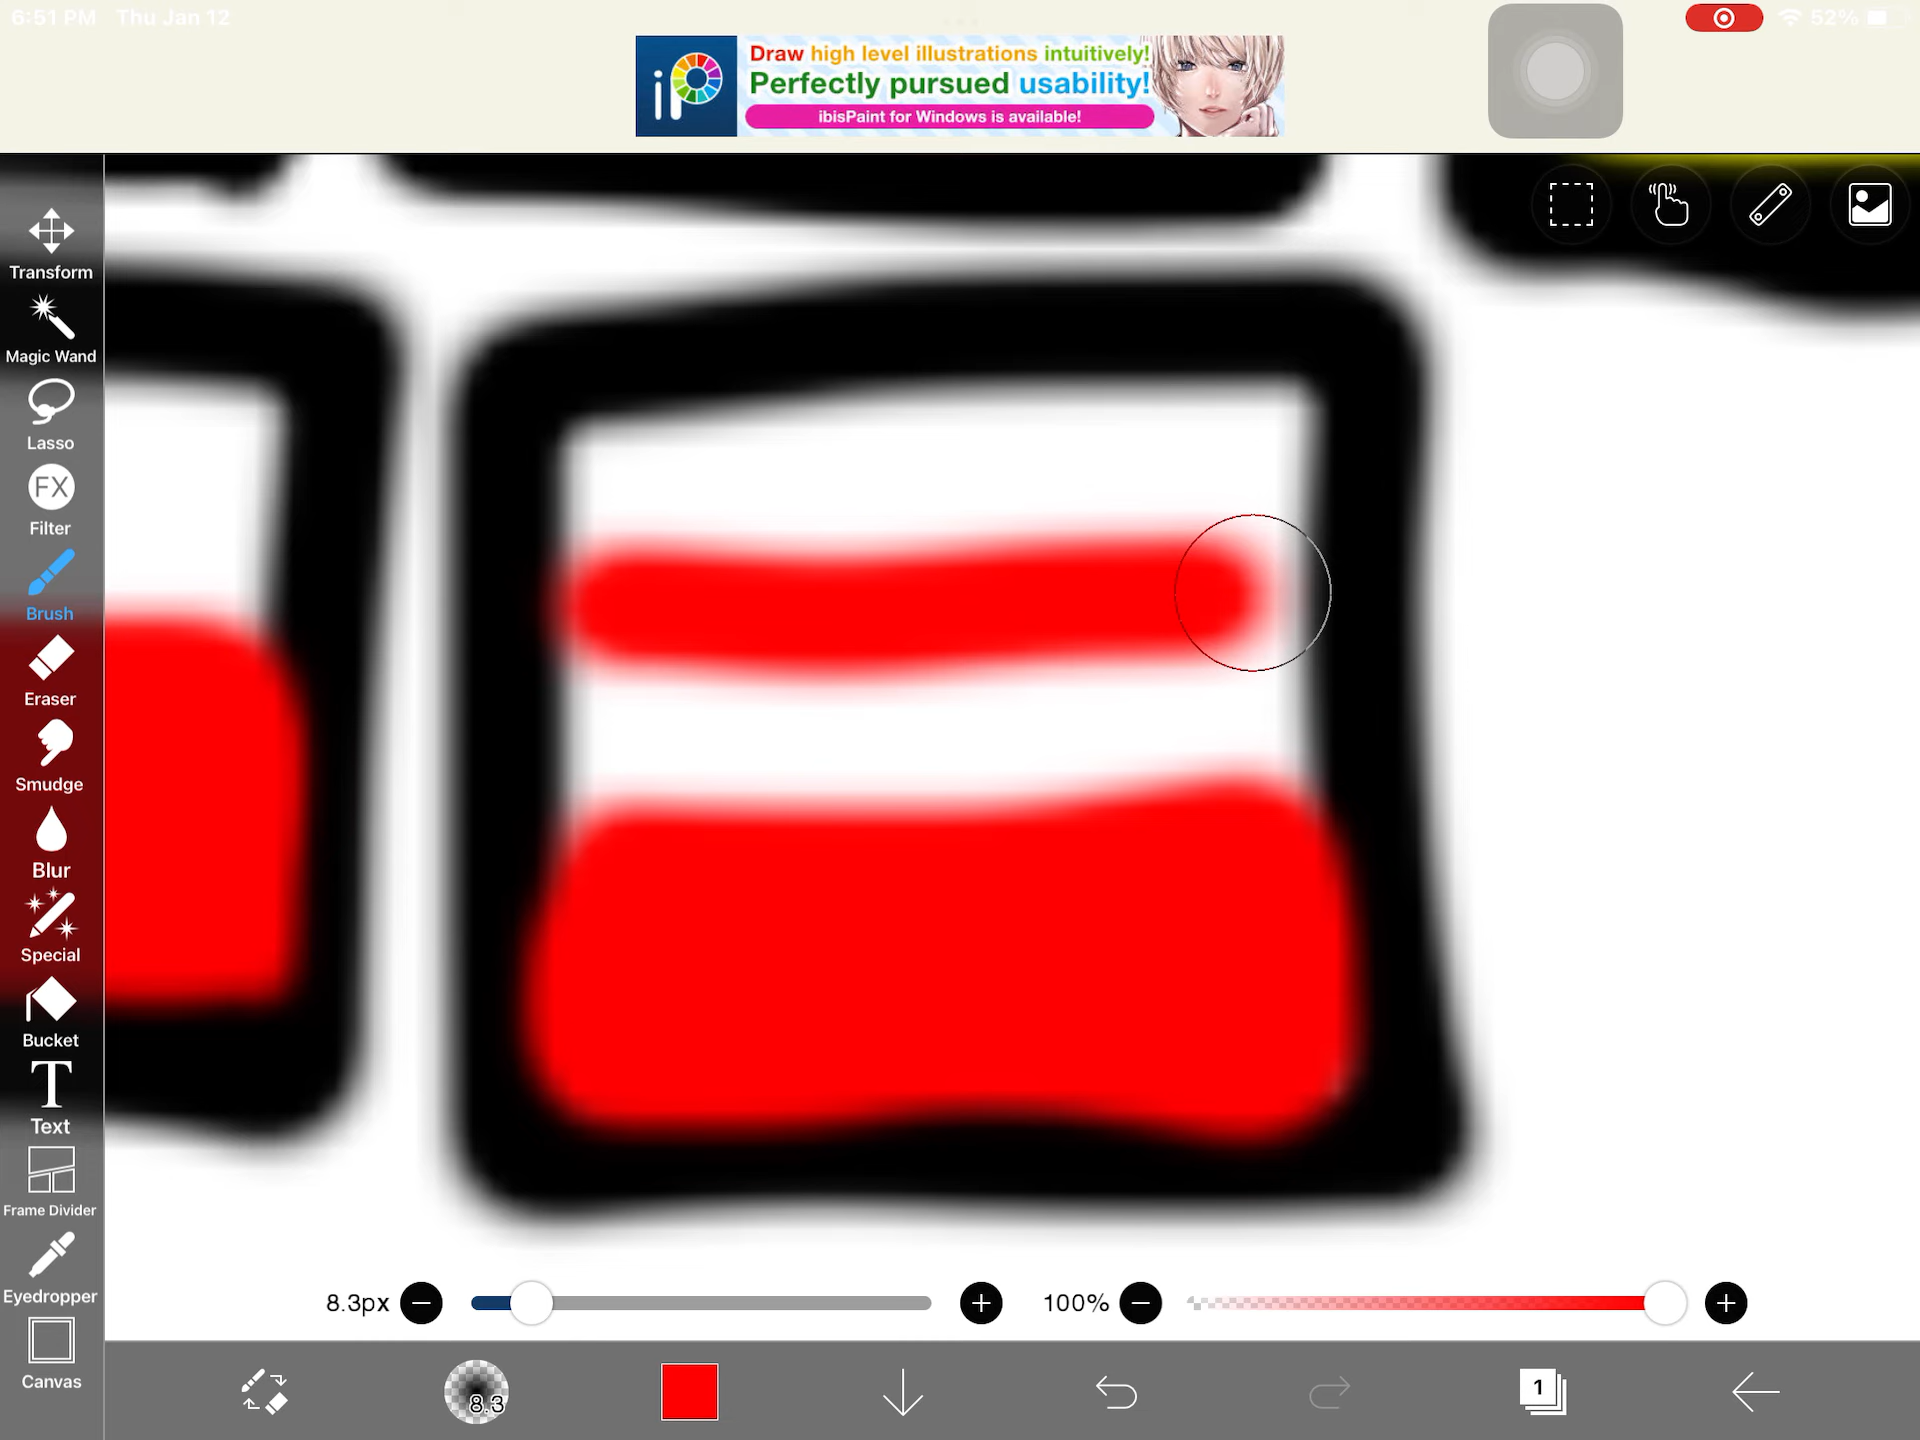 6:51 PM Thu Jan 12
52%
iP
Draw high level illustrations intuitively!
Perfectly pursued usability!
ibisPaint for Windows is available!
Transform
Magic Wand
Lasso
FX
Filter
Brush
Eraser
Smudge
Blur
Special
Bucket
T
Text
Frame Divider
Eyedropper
Canvas
8.3px
100%
8.3
1